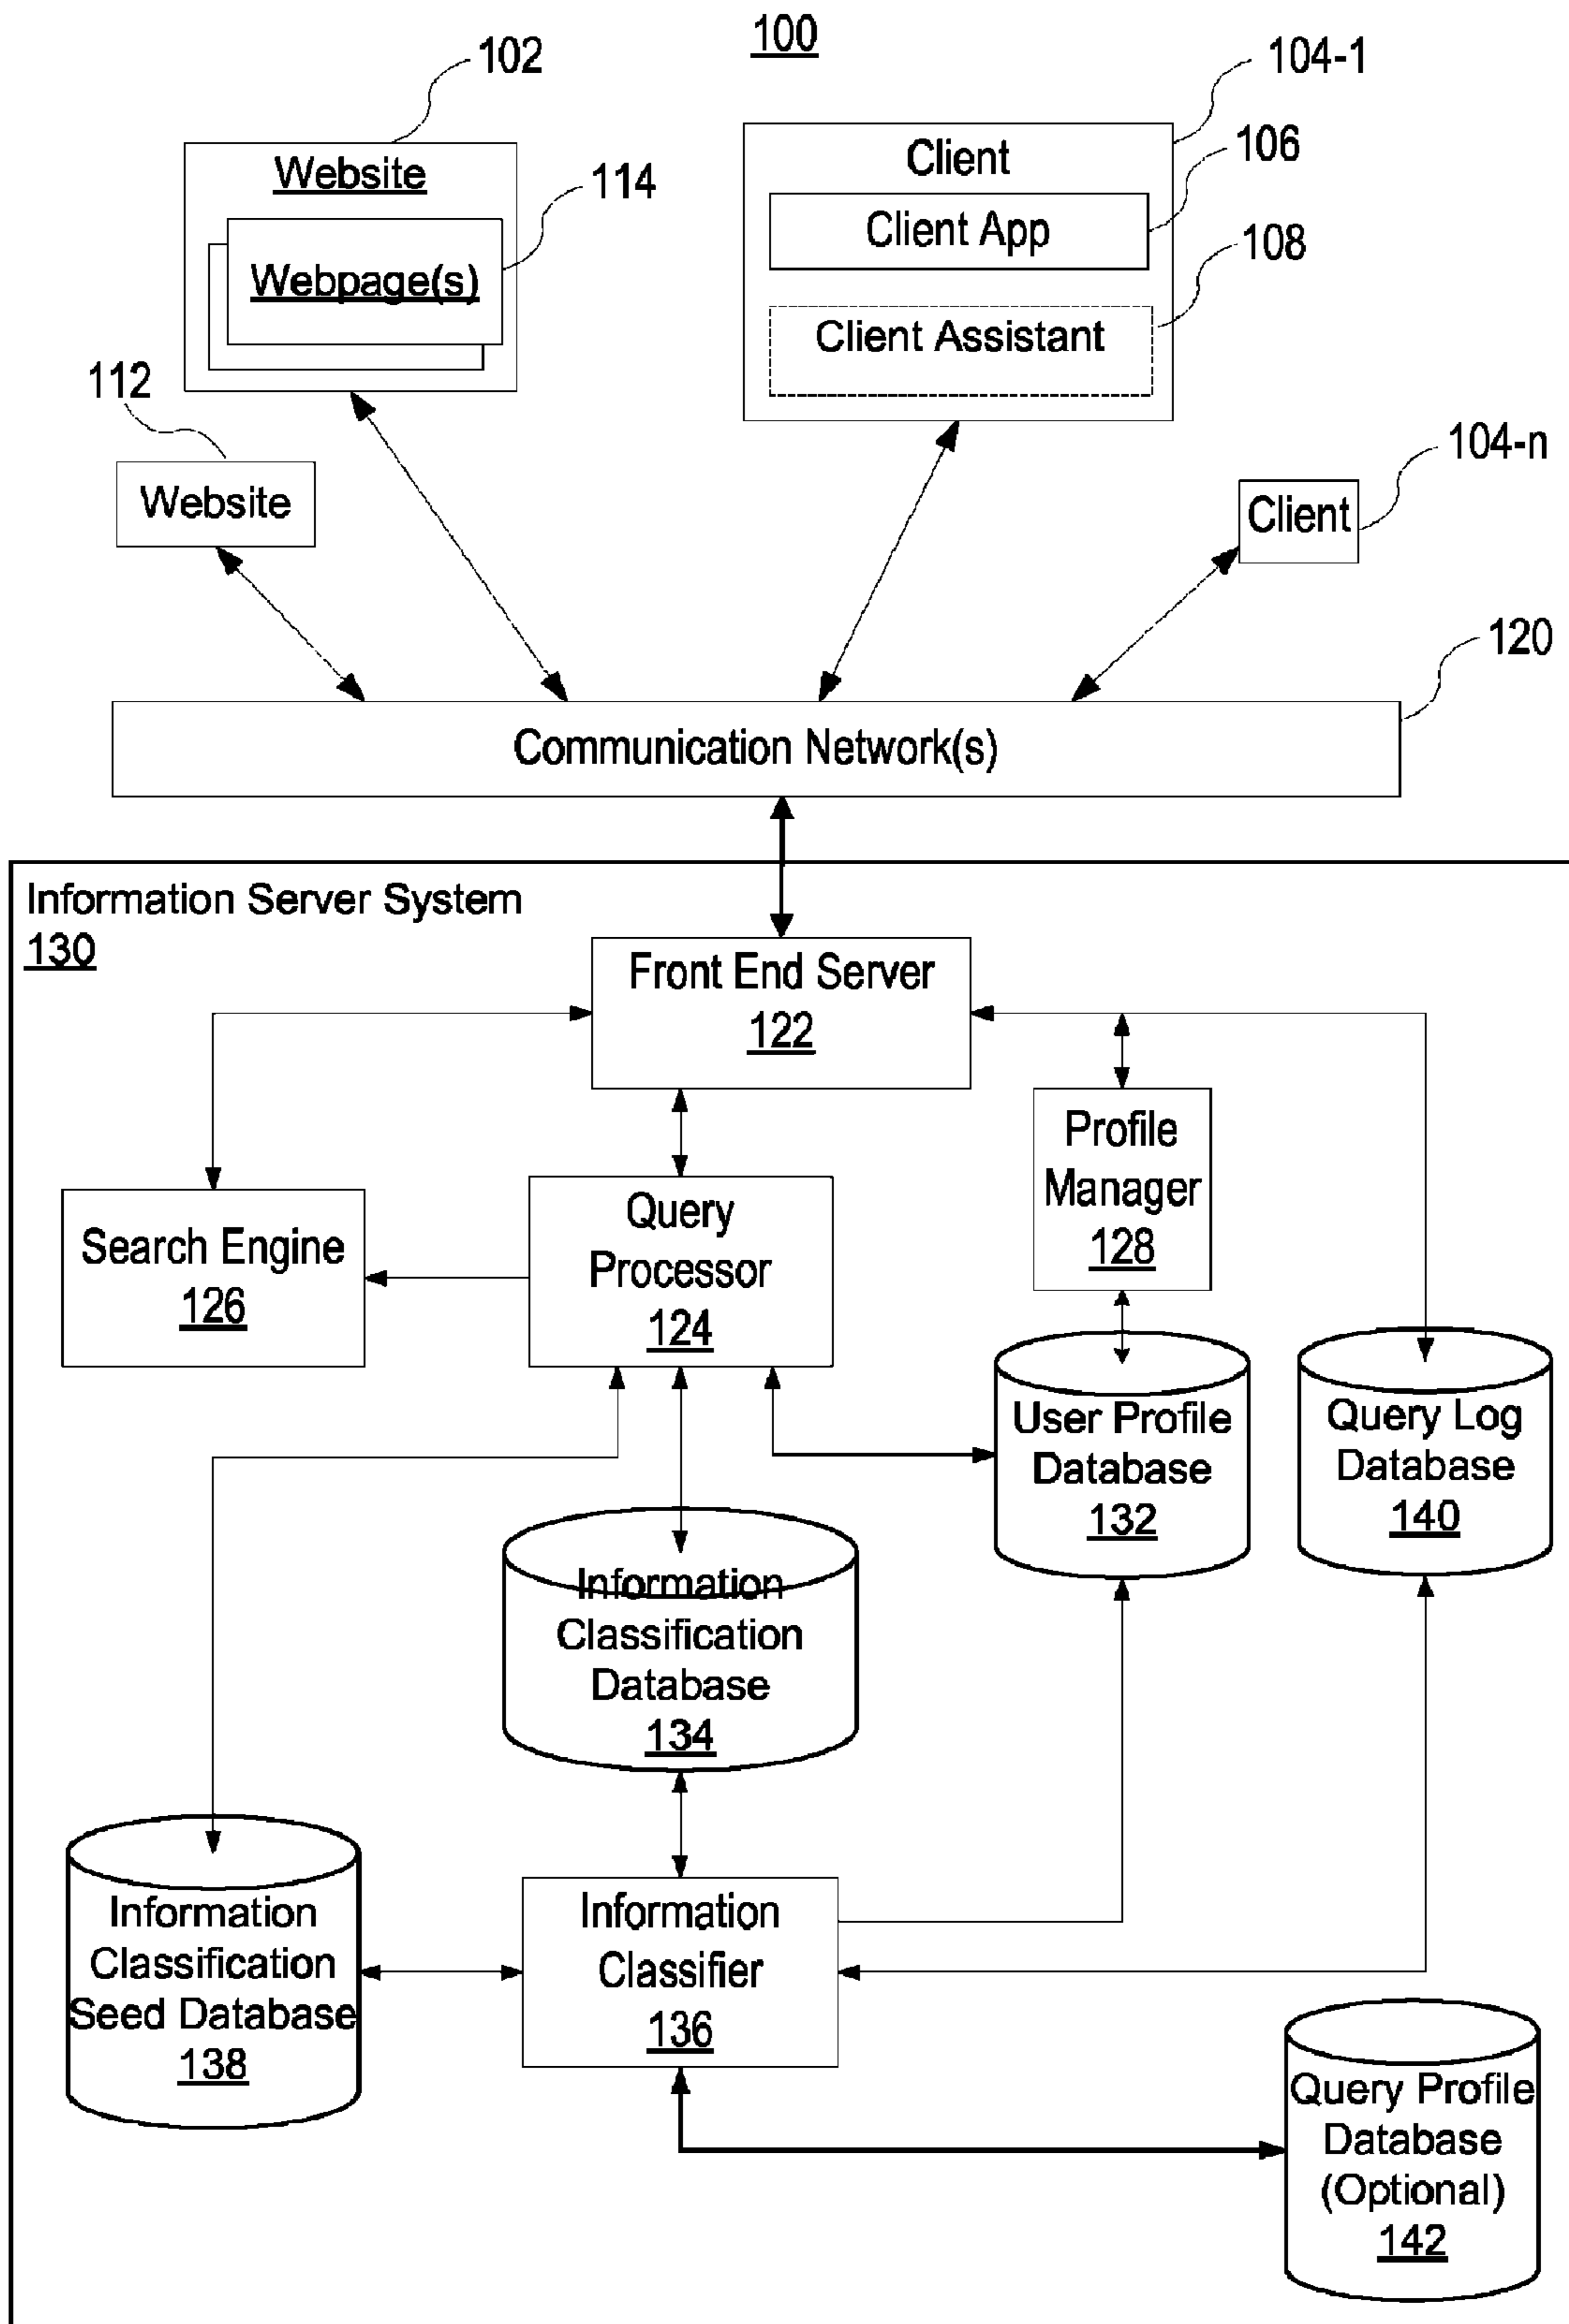 100
102
Website
114
Webpage(s)
104-1
Client
106
Client App
108
Client Assistant
112
Website
104-n
Client
120
Communication Network(s)
Information Server System
130
Front End Server
122
Profile
Manager
128
Search Engine
126
Query
Processor
124
User Profile
Database
132
Query Log
Database
140
Information
Classification
Database
134
Information
Classification
Seed Database
138
Information
Classifier
136
Query Profile
Database
(Optional)
142